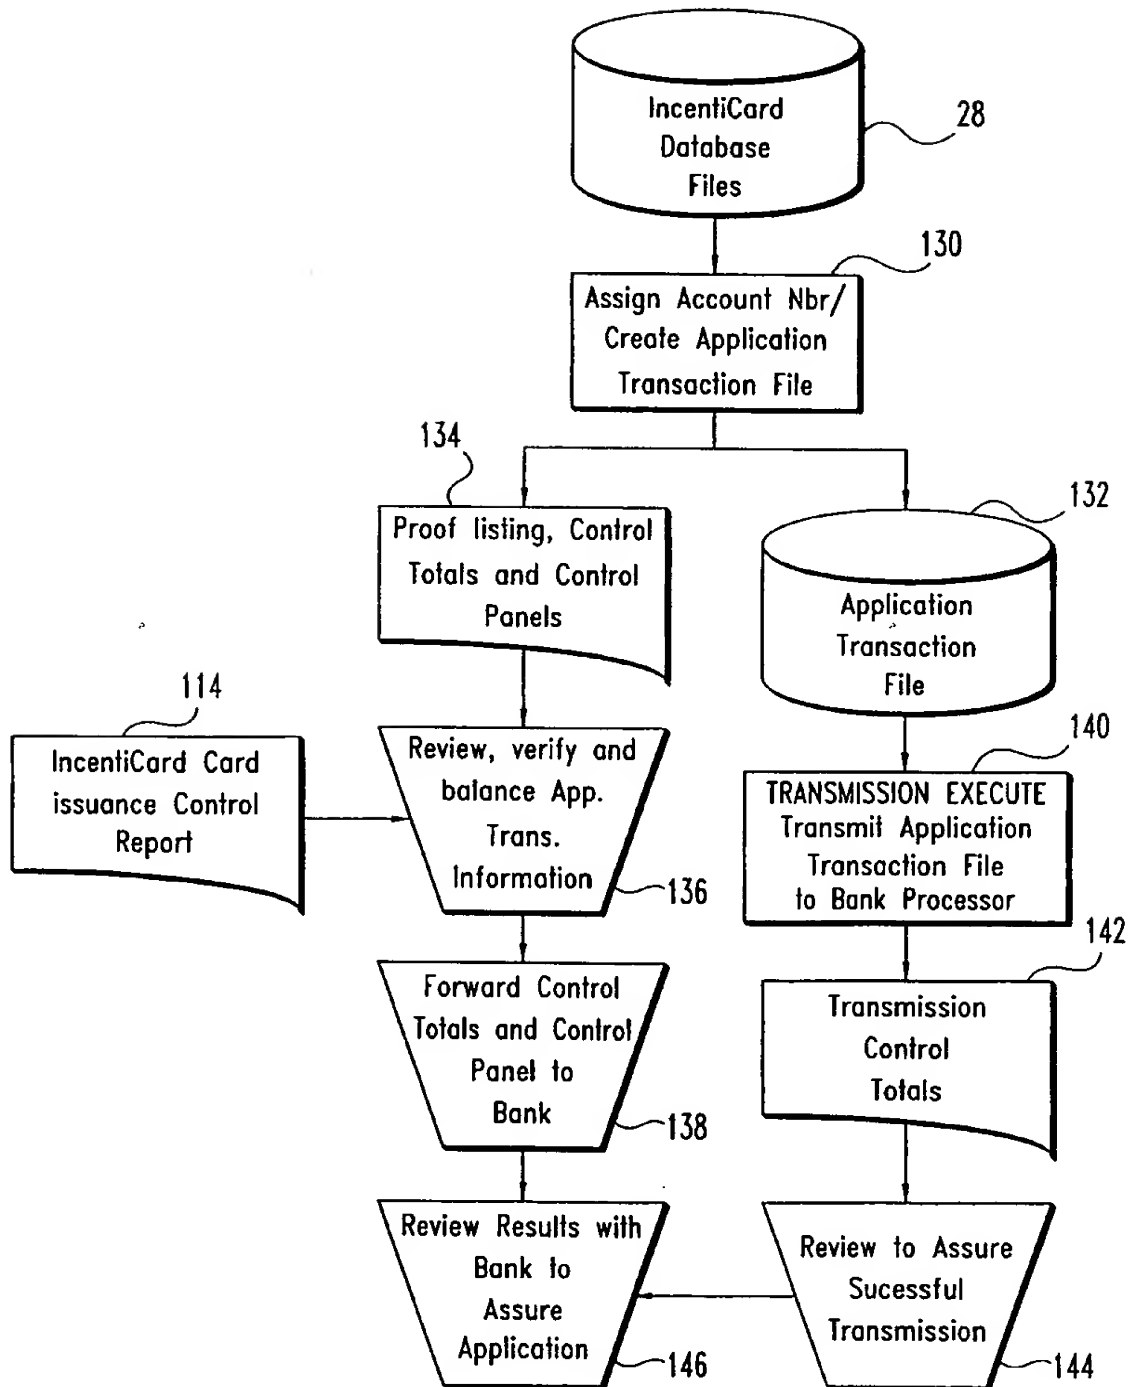 IncentiCard
Database
Files
28
130
Assign Account Nbr/
Create Application
Transaction File
134
Proof listing, Control
Totals and Control
Panels
132
Application
Transaction
File
114
IncentiCard Card
issuance Control
Report
Review, verify and
balance App.
Trans.
Information
136
140
TRANSMISSION EXECUTE
Transmit Application
Transaction File
to Bank Processor
Forward Control
Totals and Control
Panel to
Bank
138
142
Transmission
Control
Totals
Review Results with
Bank to
Assure
Application
146
Review to Assure
Sucessful
Transmission
144